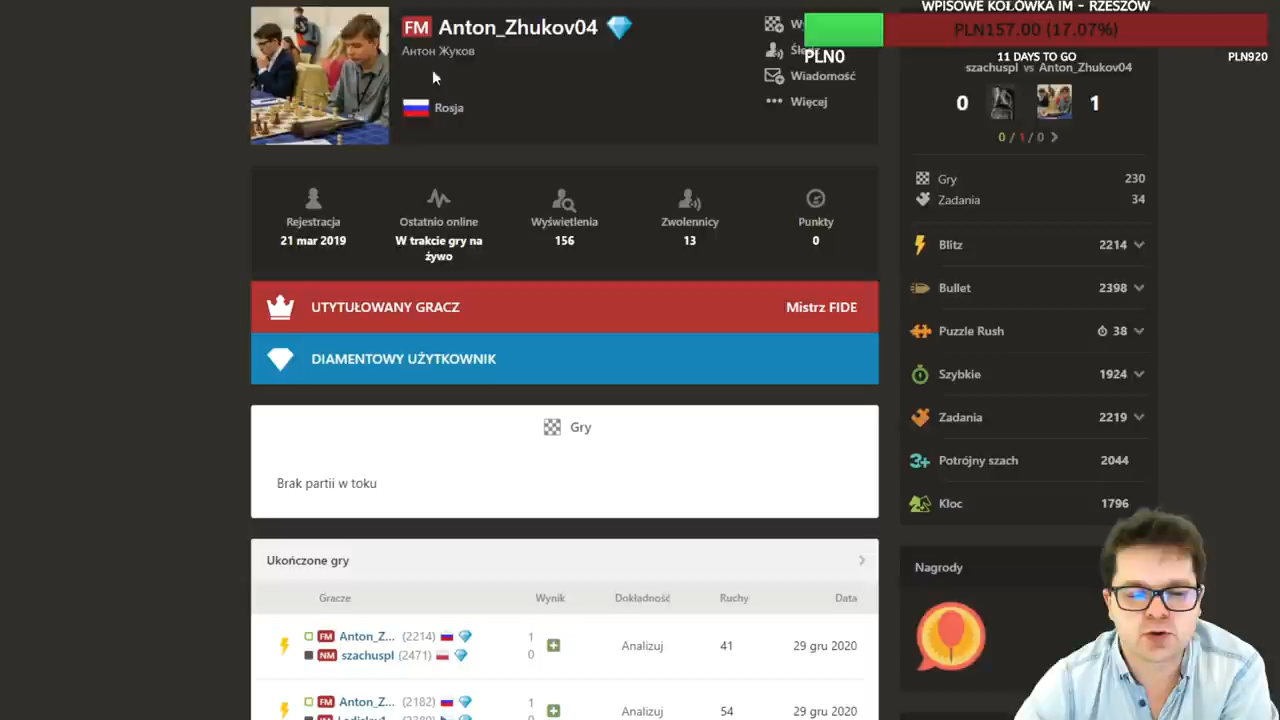 WPISOWE KOŁÓWKA IM - RZESZÓW
PLN157.00 (17.07%)
PLN0
11 DAYS TO GO
PLN920
FM Anton_Zhukov04
Антон Жуков
Rosja
Wiadomość
Więcej
szachuspl vs Anton_Zhukov04
0 1
0 / 1 / 0
Gry 230
Zadania 34
Blitz 2214
Bullet 2398
Puzzle Rush 38
Szybkie 1924
Zadania 2219
3+ Potrójny szach 2044
Kloc 1796
Nagrody
Rejestracja
21 mar 2019
Ostatnio online
W trakcie gry na
żywo
Wyświetlenia
156
Zwolennicy
13
Punkty
0
UTYTUŁOWANY GRACZ Mistrz FIDE
DIAMENTOWY UŻYTKOWNIK
Gry
Brak partii w toku
Ukończone gry
Gracze Wynik Dokładność Ruchy Data
FM Anton_Z... (2214) 1
NM szachuspl (2471) 0
Analizuj 41 29 gru 2020
FM Anton_Z... (2182) 1
0
Analizuj 54 29 gru 2020